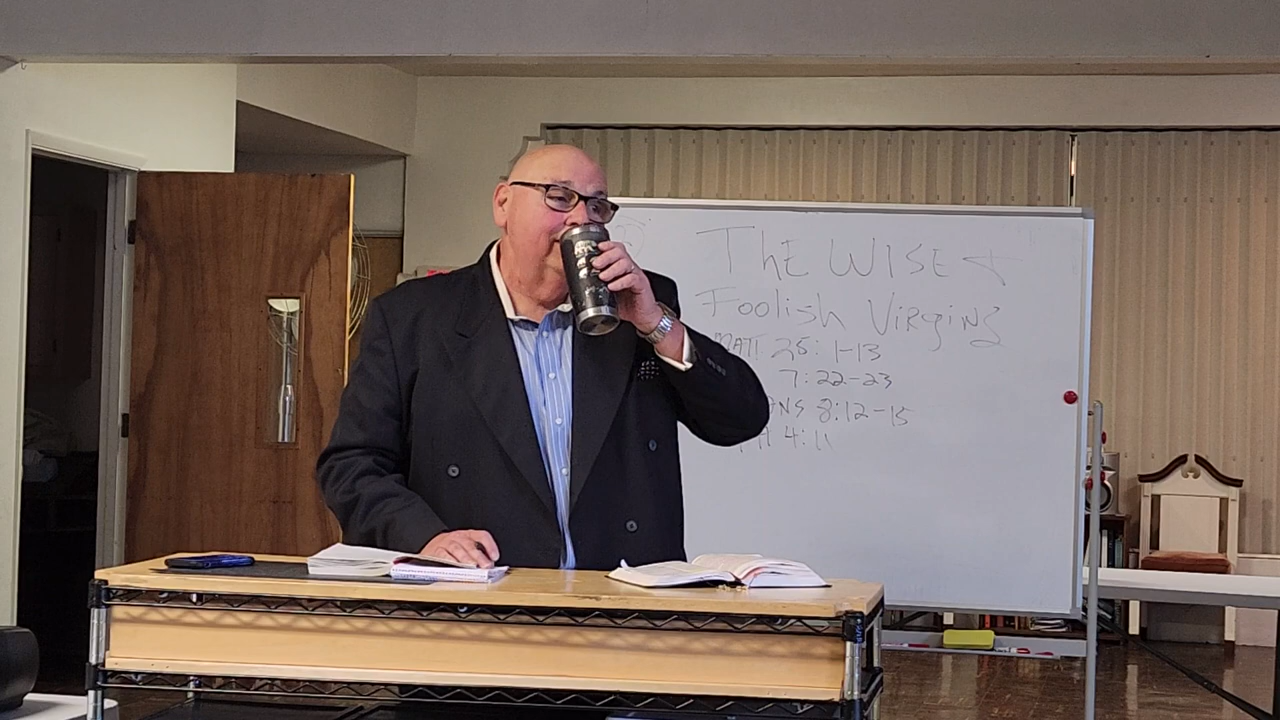 The WISE +
Foolish Virgins
MATT 25: 1-13
7:22-23
8:12-15
4:11